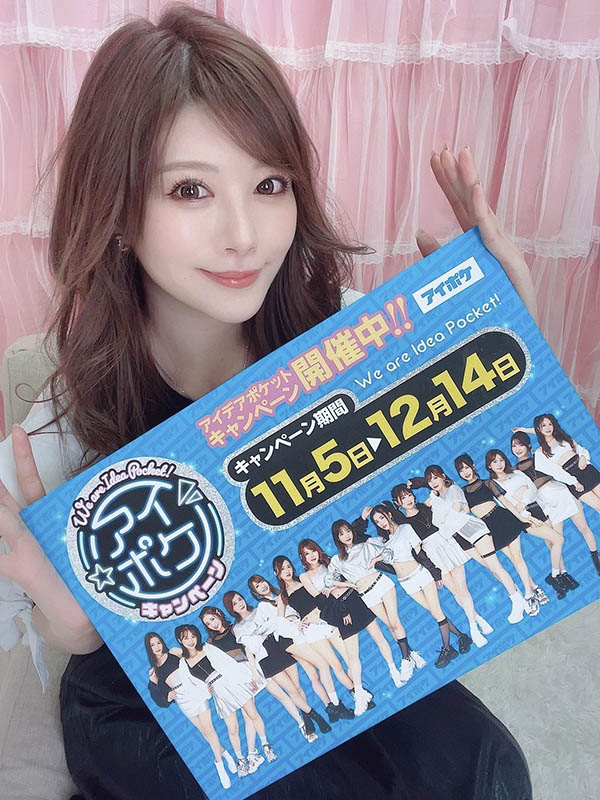 アイポケ
アイデアポケット
キャンペーン開催中!!
We are Idea Pocket!
キャンペーン期間
11月5日▶12月14日
We are Idea Pocket!
アイ
ポケ
キャンペーン